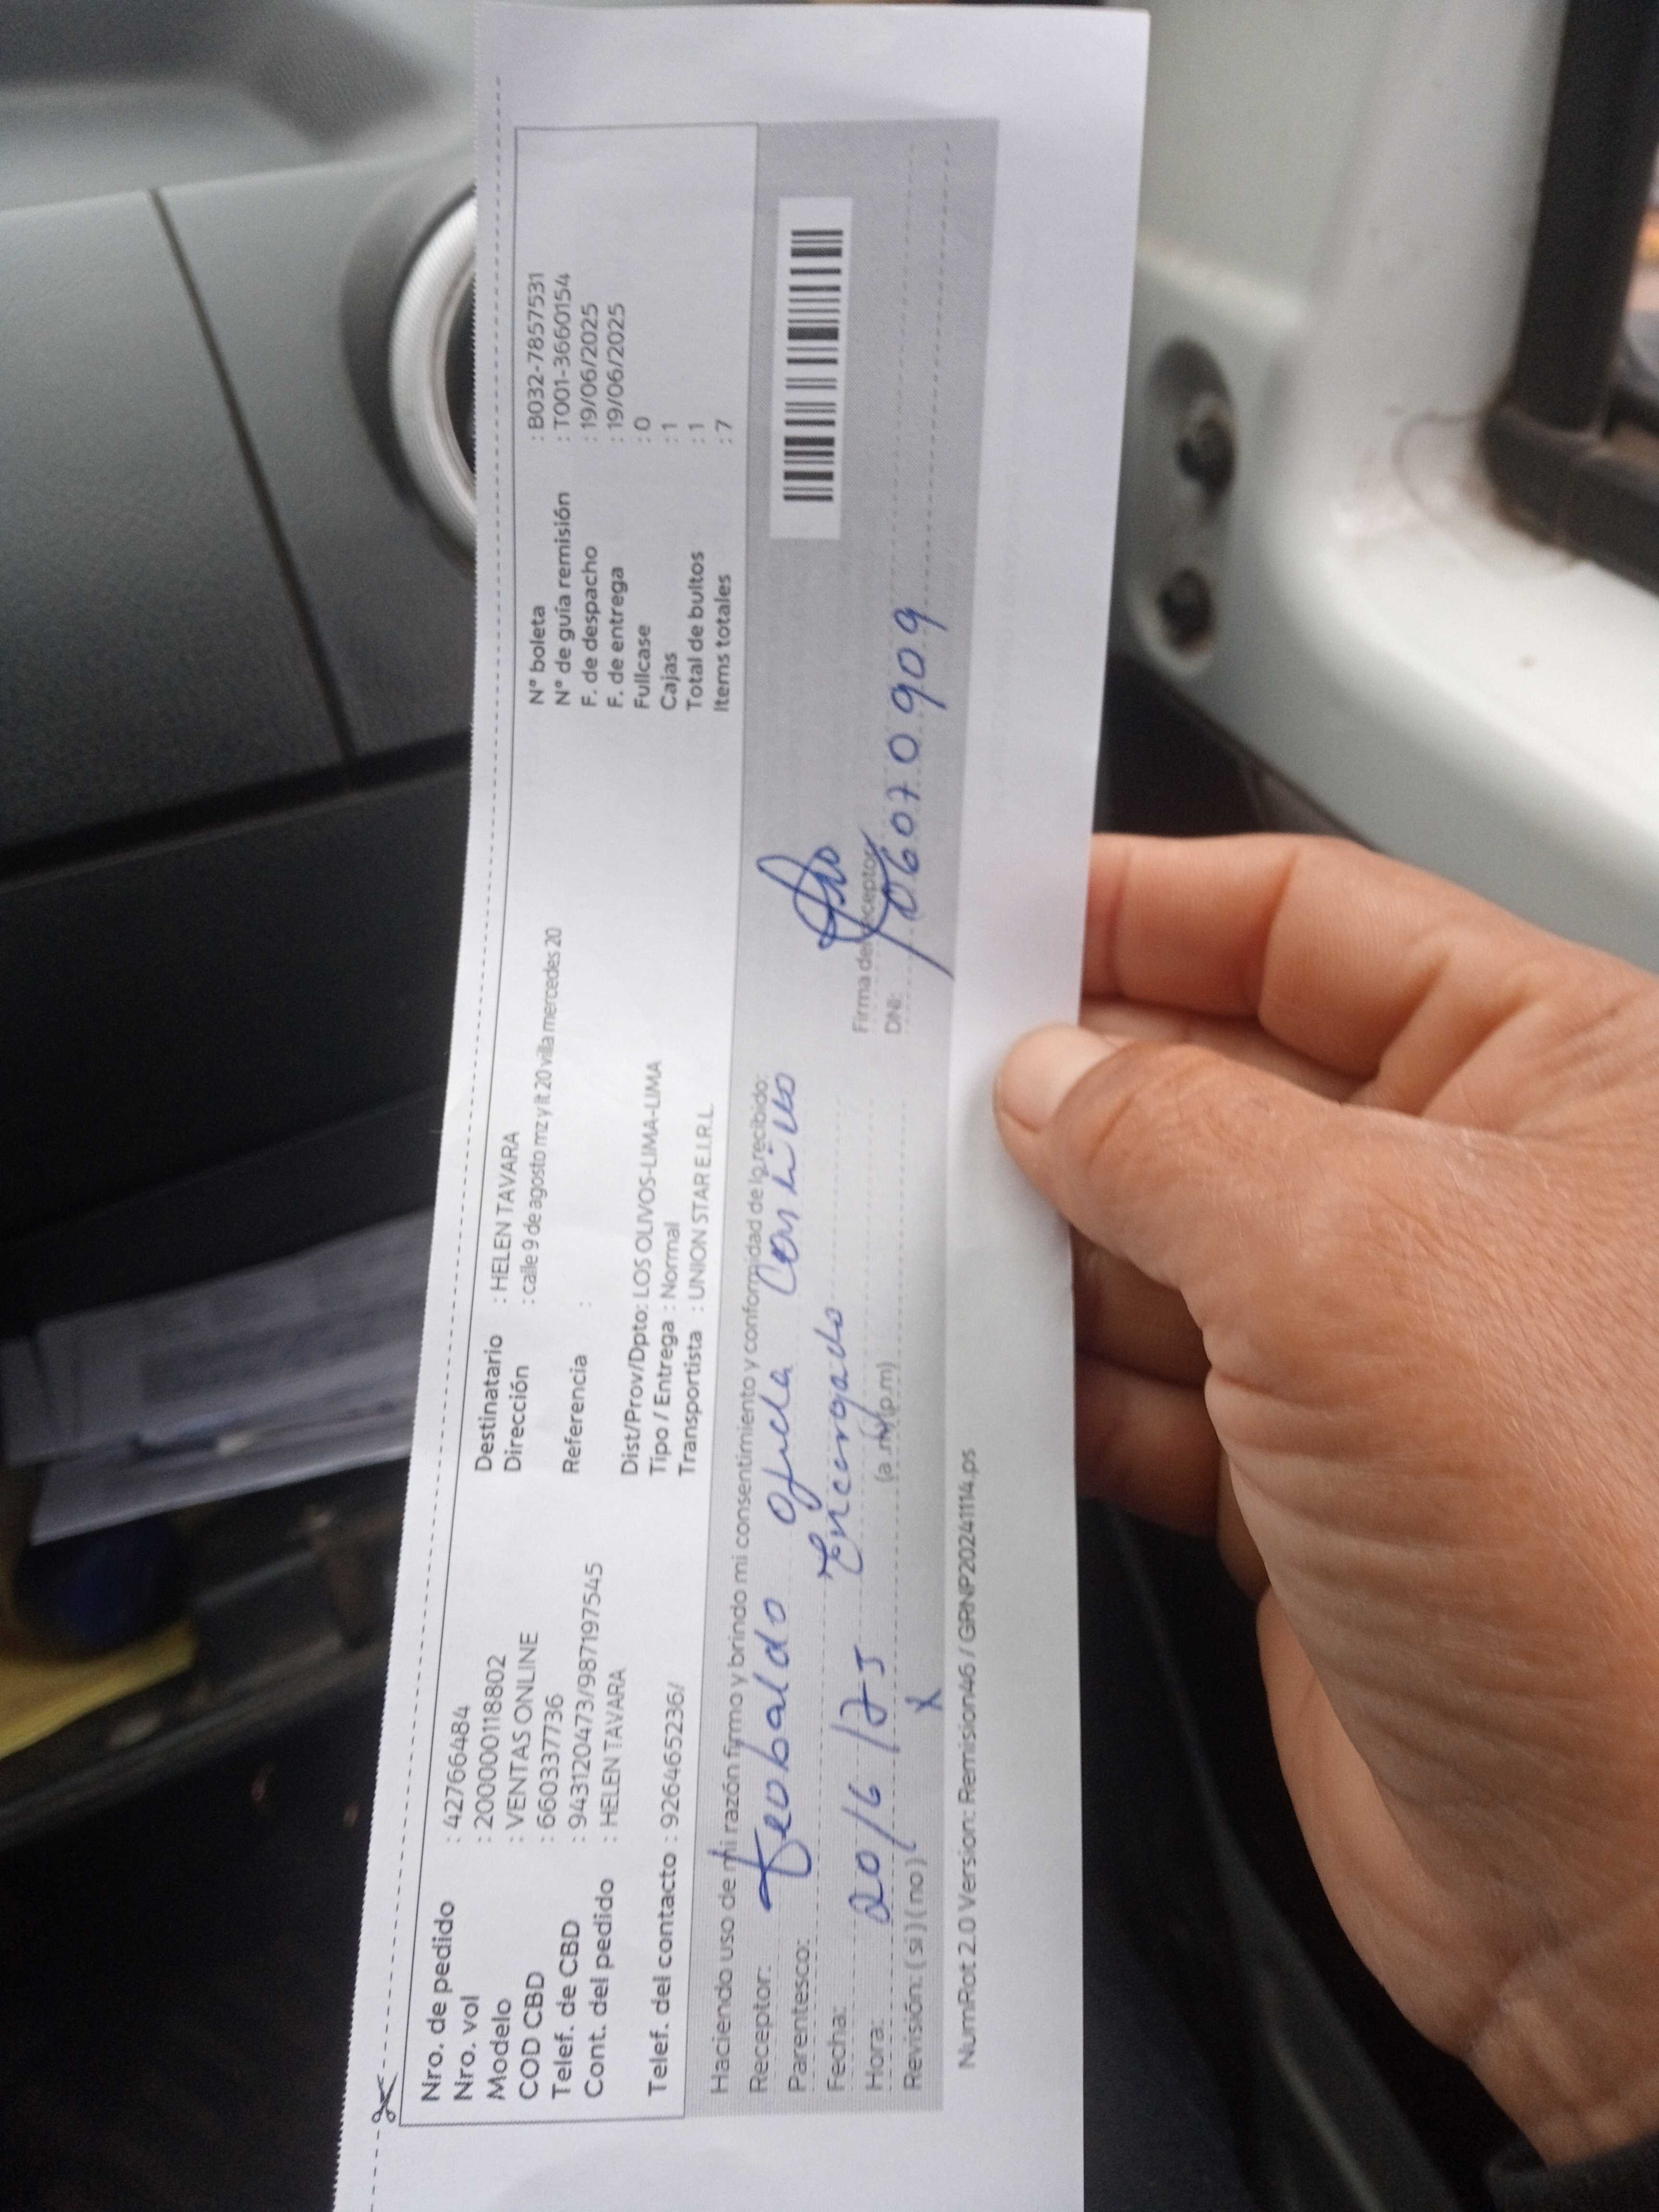 Nro. de pedido : 42766484
Nro. vol : 2000000118802
Modelo : VENTAS ONLINE
COD CBD : 6603377736
Telef. de CBD : 943120473/987197545
Cont. del pedido : HELEN TAVARA
Telef. del contacto : 926465236/
Destinatario : HELEN TAVARA
Dirección : calle 9 de agosto mz y lt 20 villa mercedes 20
Referencia :
Dist/Prov/Dpto: LOS OLIVOS-LIMA-LIMA
Tipo / Entrega : Normal
Transportista : UNION STAR E.I.R.L.
N° boleta : B032-7857531
N° de guía remisión : T001-3660154
F. de despacho : 19/06/2025
F. de entrega : 19/06/2025
Fullcase : 0
Cajas : 1
Total de bultos : 1
Items totales : 7
Haciendo uso de mi razón firmo y brindo mi consentimiento y conformidad de lo recibido:
Receptor: Teobaldo
Parentesco: Encargado
Fecha: 20/6/25
Hora: (a.m)(p.m)
Revisión: (si)(no) x
Firma del receptor
DNI: 06070909
NumRot 2.0 Version: Remision46 / GRNP20241114.ps